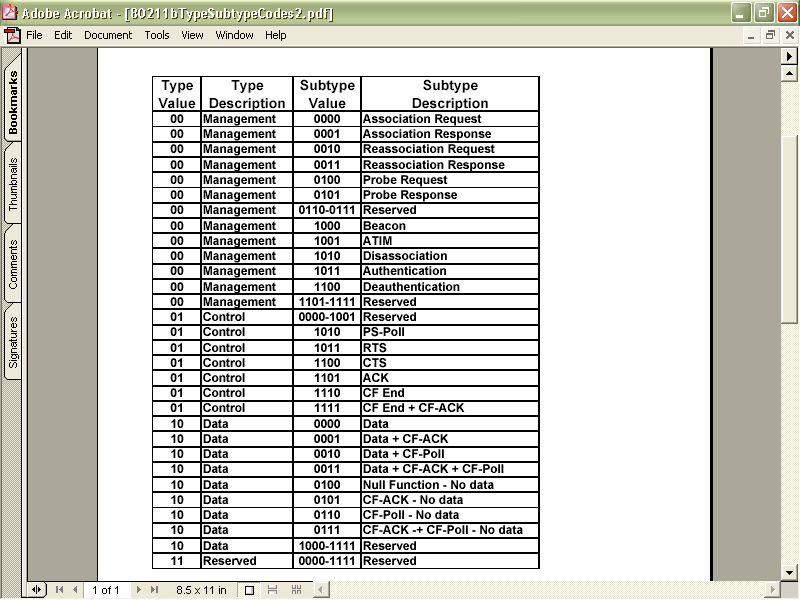 Adobe Acrobat - [80211bTypeSubtypeCodes2.pdf]
File Edit Document Tools View Window Help
Bookmarks
Thumbnails
Comments
Signatures
Type Value Type Description Subtype Value Subtype Description
00 Management 0000 Association Request
00 Management 0001 Association Response
00 Management 0010 Reassociation Request
00 Management 0011 Reassociation Response
00 Management 0100 Probe Request
00 Management 0101 Probe Response
00 Management 0110-0111 Reserved
00 Management 1000 Beacon
00 Management 1001 ATIM
00 Management 1010 Disassociation
00 Management 1011 Authentication
00 Management 1100 Deauthentication
00 Management 1101-1111 Reserved
01 Control 0000-1001 Reserved
01 Control 1010 PS-Poll
01 Control 1011 RTS
01 Control 1100 CTS
01 Control 1101 ACK
01 Control 1110 CF End
01 Control 1111 CF End + CF-ACK
10 Data 0000 Data
10 Data 0001 Data + CF-ACK
10 Data 0010 Data + CF-Poll
10 Data 0011 Data + CF-ACK + CF-Poll
10 Data 0100 Null Function - No data
10 Data 0101 CF-ACK - No data
10 Data 0110 CF-Poll - No data
10 Data 0111 CF-ACK -+ CF-Poll - No data
10 Data 1000-1111 Reserved
11 Reserved 0000-1111 Reserved
1 of 1 8.5 x 11 in